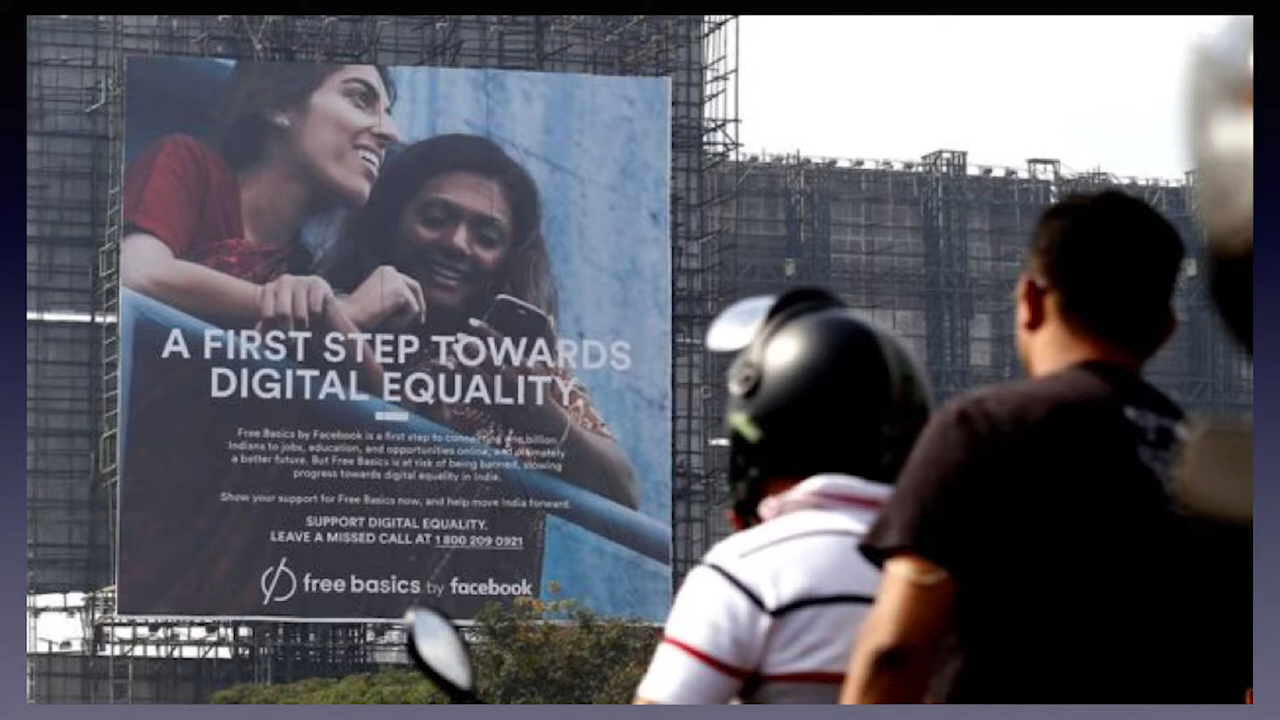 A FIRST STEP TOWARDS
DIGITAL EQUALITY.
Free Basics by Facebook is a first step to connecting one billion
Indians to jobs, education, and opportunities online, and ultimately
a better future. But Free Basics is at risk of being banned, slowing
progress towards digital equality in India.
Show your support for Free Basics now, and help move India forward.
SUPPORT DIGITAL EQUALITY.
LEAVE A MISSED CALL AT 1 800 209 0921
free basics by facebook